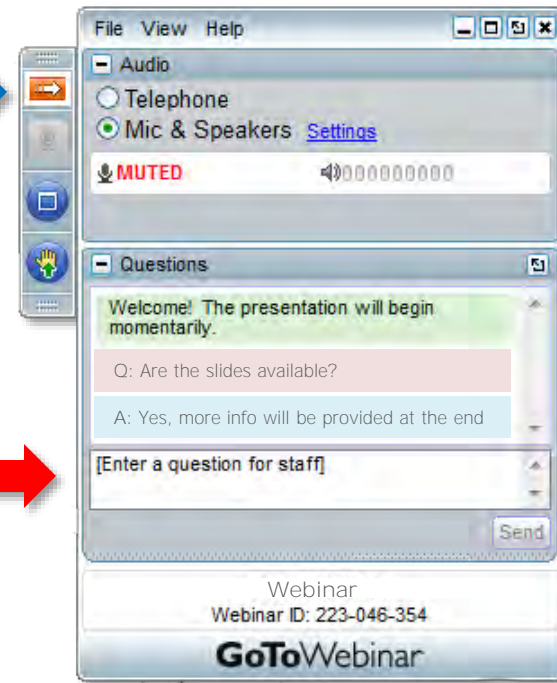 File View Help
Audio
Telephone
Mic & Speakers Settings
MUTED 000000000
Questions
Welcome! The presentation will begin
momentarily.
Q: Are the slides available?
A: Yes, more info will be provided at the end
[Enter a question for staff]
Send
Webinar
Webinar ID: 223-046-354
GoToWebinar